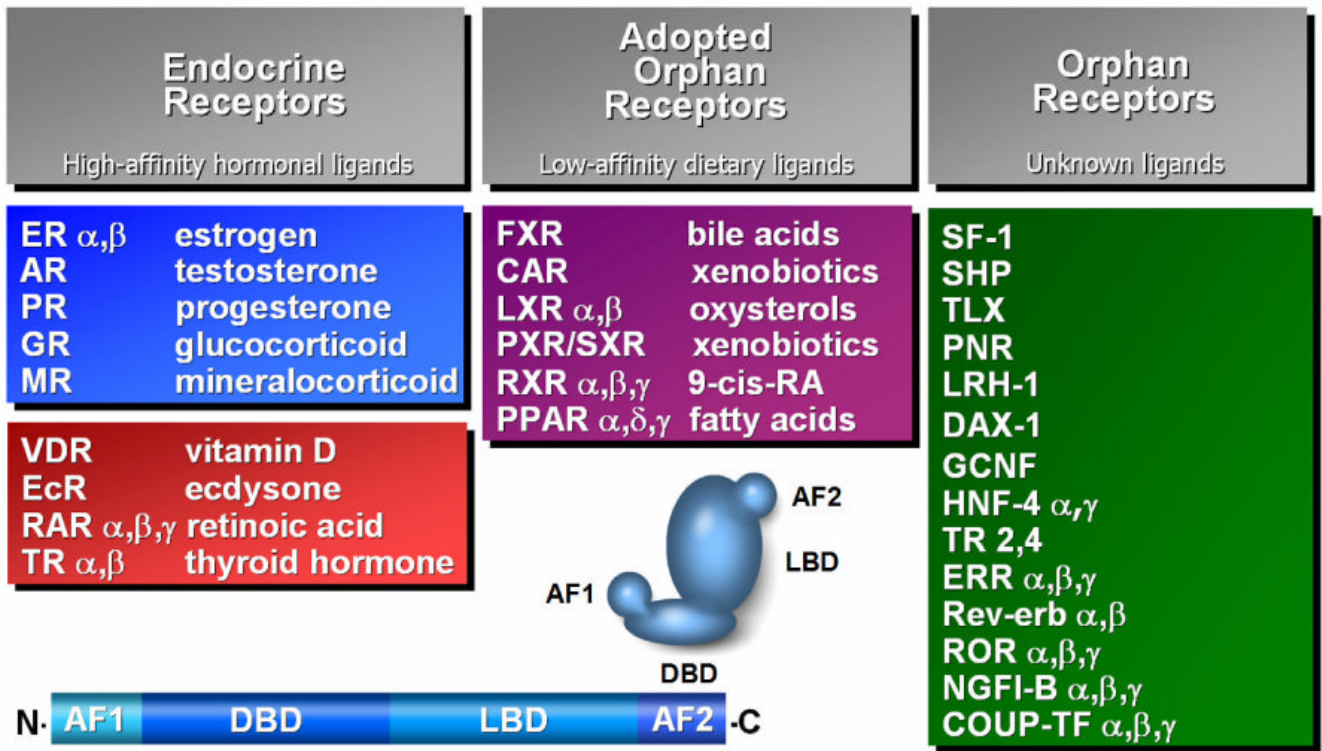 Endocrine
Receptors
High-affinity hormonal ligands
ER α,β estrogen
AR testosterone
PR progesterone
GR glucocorticoid
MR mineralocorticoid
VDR vitamin D
EcR ecdysone
RAR α,β,γ retinoic acid
TR α,β thyroid hormone
Adopted
Orphan
Receptors
Low-affinity dietary ligands
FXR bile acids
CAR xenobiotics
LXR α,β oxysterols
PXR/SXR xenobiotics
RXR α,β,γ 9-cis-RA
PPAR α,δ,γ fatty acids
Orphan
Receptors
Unknown ligands
SF-1
SHP
TLX
PNR
LRH-1
DAX-1
GCNF
HNF-4 α,γ
TR 2,4
ERR α,β,γ
Rev-erb α,β
ROR α,β,γ
NGFI-B α,β,γ
COUP-TF α,β,γ
AF2
LBD
AF1
DBD
N- AF1 DBD LBD AF2 -C